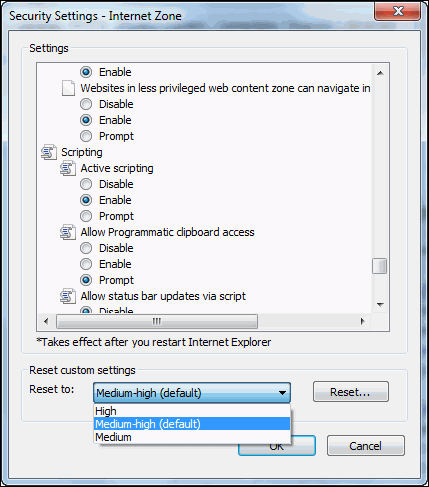 Security Settings - Internet Zone
Settings
Enable
Websites in less privileged web content zone can navigate in
Disable
Enable
Prompt
Scripting
Active scripting
Disable
Enable
Prompt
Allow Programmatic clipboard access
Disable
Enable
Prompt
Allow status bar updates via script
Disable
*Takes effect after you restart Internet Explorer
Reset custom settings
Reset to: Medium-high (default) Reset...
High
Medium-high (default)
Medium
OK Cancel